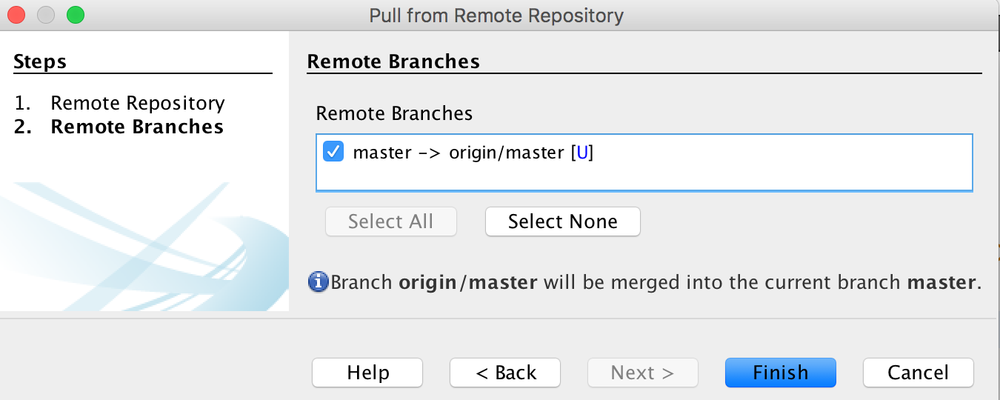 Pull from Remote Repository
Steps
1. Remote Repository
2. Remote Branches
Remote Branches
Remote Branches
master -> origin/master [U]
Select All
Select None
Branch origin/master will be merged into the current branch master.
Help
< Back
Next >
Finish
Cancel